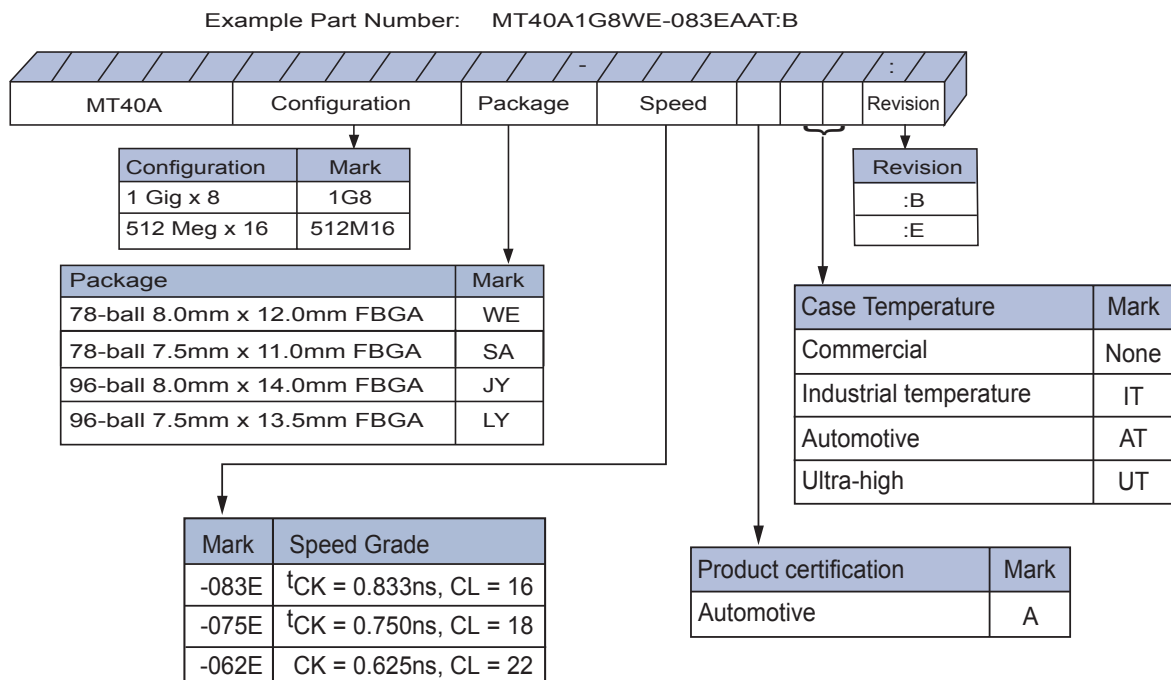 Example Part Number: MT40A1G8WE-083EAAT:B
- :
MT40A Configuration Package Speed Revision
Configuration Mark
1 Gig x 8 1G8
512 Meg x 16 512M16
Revision
:B
:E
Package Mark
78-ball 8.0mm x 12.0mm FBGA WE
78-ball 7.5mm x 11.0mm FBGA SA
96-ball 8.0mm x 14.0mm FBGA JY
96-ball 7.5mm x 13.5mm FBGA LY
Case Temperature Mark
Commercial None
Industrial temperature IT
Automotive AT
Ultra-high UT
Mark Speed Grade
-083E tCK = 0.833ns, CL = 16
-075E tCK = 0.750ns, CL = 18
-062E CK = 0.625ns, CL = 22
Product certification Mark
Automotive A